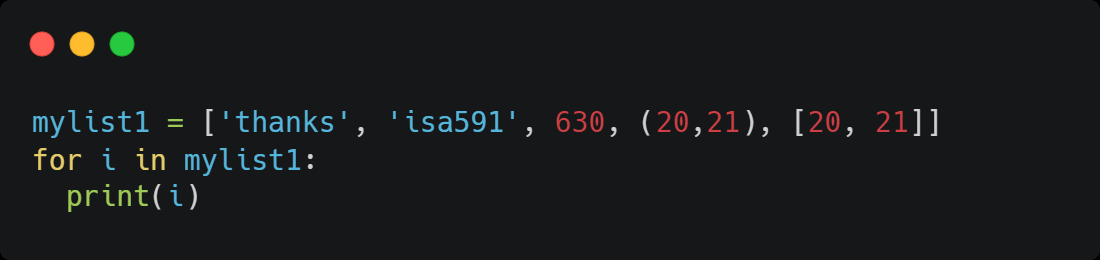 mylist1 = ['thanks', 'isa591', 630, (20,21), [20, 21]]
for i in mylist1:
  print(i)